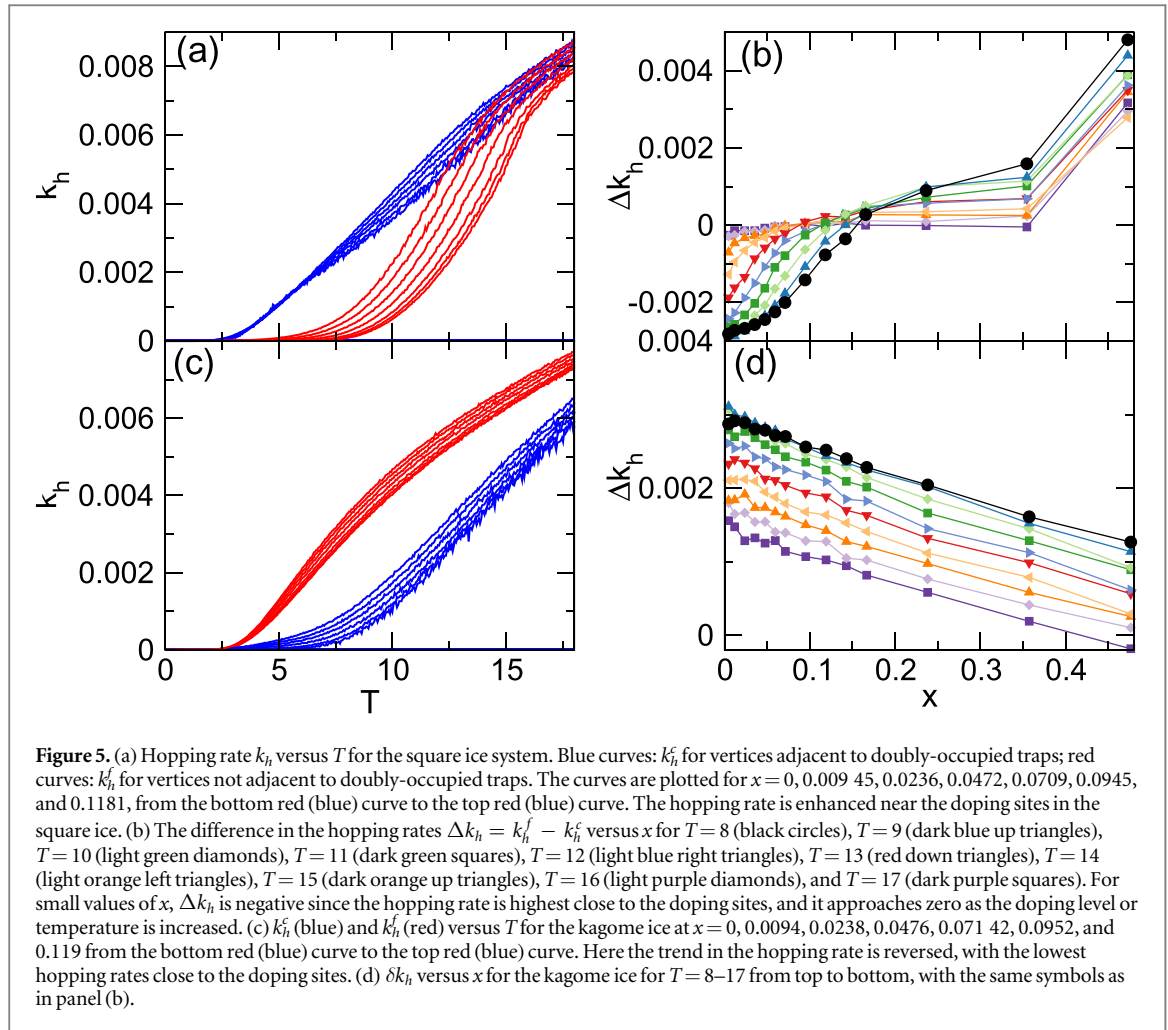 (a)
0.008
0.006
0.004
0.002
0
k_h
0 5 10 15
(b)
0.004
0.002
0
-0.002
0.004
Δk_h
(c)
0.006
0.004
0.002
0
k_h
0 5 10 15
T
(d)
0.002
0
Δk_h
0 0.1 0.2 0.3 0.4
x
Figure 5. (a) Hopping rate k_h versus T for the square ice system. Blue curves: k_h^c for vertices adjacent to doubly-occupied traps; red
curves: k_h^f for vertices not adjacent to doubly-occupied traps. The curves are plotted for x = 0, 0.009 45, 0.0236, 0.0472, 0.0709, 0.0945,
and 0.1181, from the bottom red (blue) curve to the top red (blue) curve. The hopping rate is enhanced near the doping sites in the
square ice. (b) The difference in the hopping rates Δk_h = k_h^f − k_h^c versus x for T = 8 (black circles), T = 9 (dark blue up triangles),
T = 10 (light green diamonds), T = 11 (dark green squares), T = 12 (light blue right triangles), T = 13 (red down triangles), T = 14
(light orange left triangles), T = 15 (dark orange up triangles), T = 16 (light purple diamonds), and T = 17 (dark purple squares). For
small values of x, Δk_h is negative since the hopping rate is highest close to the doping sites, and it approaches zero as the doping level or
temperature is increased. (c) k_h^c (blue) and k_h^f (red) versus T for the kagome ice at x = 0, 0.0094, 0.0238, 0.0476, 0.071 42, 0.0952, and
0.119 from the bottom red (blue) curve to the top red (blue) curve. Here the trend in the hopping rate is reversed, with the lowest
hopping rates close to the doping sites. (d) δk_h versus x for the kagome ice for T = 8–17 from top to bottom, with the same symbols as
in panel (b).